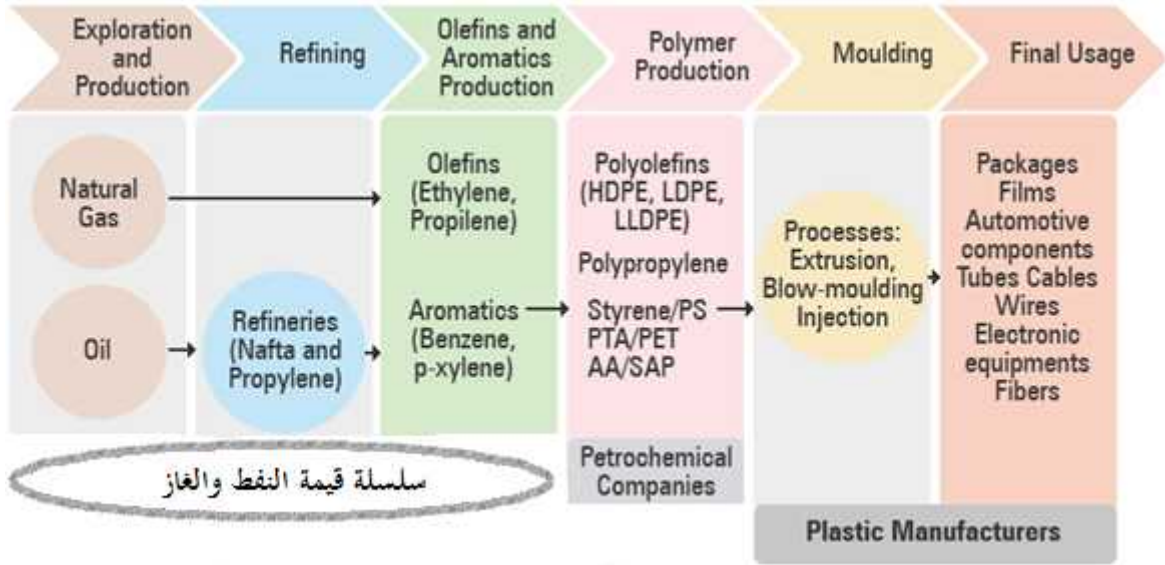 Exploration
and
Production
Refining
Olefins and
Aromatics
Production
Polymer
Production
Moulding
Final Usage
Natural
Gas
Oil
Refineries
(Nafta and
Propylene)
Olefins
(Ethylene,
Propilene)
Aromatics
(Benzene,
p-xylene)
Polyolefins
(HDPE, LDPE,
LLDPE)
Polypropylene
Styrene/PS
PTA/PET
AA/SAP
Processes:
Extrusion,
Blow-moulding
Injection
Packages
Films
Automotive
components
Tubes Cables
Wires
Electronic
equipments
Fibers
سلسلة قيمة النفط والغاز
Petrochemical
Companies
Plastic Manufacturers